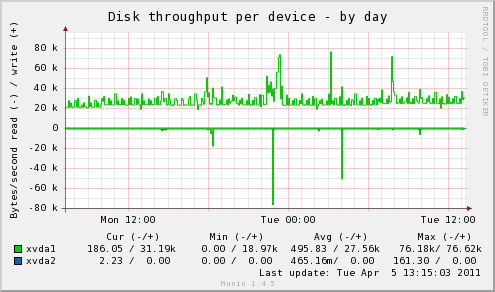 Disk throughput per device - by day
RRDTOOL / TOBI OETIKER
Bytes/second read (-) / write (+)
80 k
60 k
40 k
20 k
0
-20 k
-40 k
-60 k
-80 k
Mon 12:00 Tue 00:00 Tue 12:00
Cur (-/+) Min (-/+) Avg (-/+) Max (-/+)
xvda1 186.05 / 31.19k 0.00 / 18.97k 495.83 / 27.56k 76.18k/ 76.62k
xvda2 2.23 / 0.00 0.00 / 0.00 465.16m/ 0.00 0.00 / 0.00
Last update: Tue Apr 5 13:15:03 2011
Munin 1.4.5